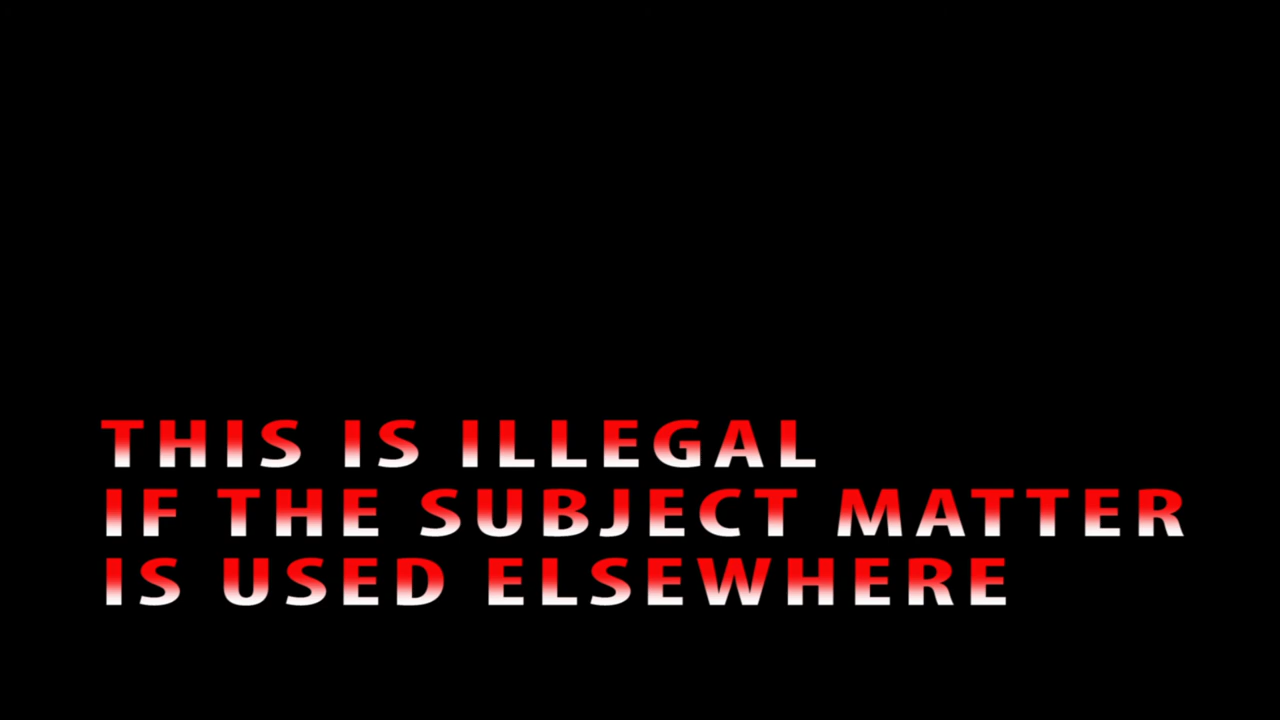 THIS IS ILLEGAL
IF THE SUBJECT MATTER
IS USED ELSEWHERE